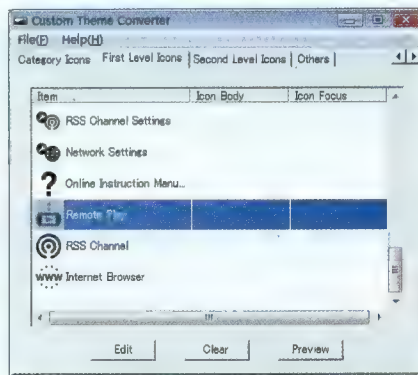 Custom Theme Converter
File(F) Help(H)
Category Icons First Level Icons Second Level Icons Others
Item Icon Body Icon Focus
RSS Channel Settings
Network Settings
? Online Instruction Manu...
Remote Play
RSS Channel
www Internet Browser
Edit Clear Preview